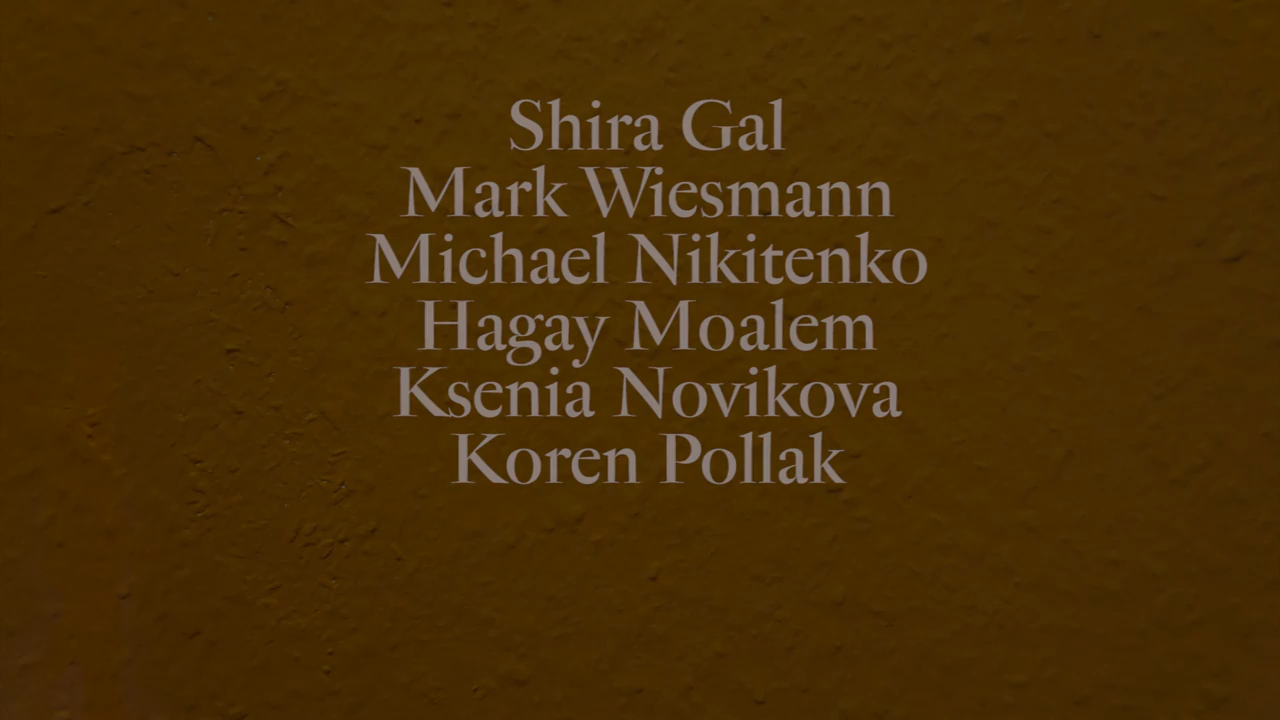 Shira Gal
Mark Wiesmann
Michael Nikitenko
Hagay Moalem
Ksenia Novikova
Koren Pollak